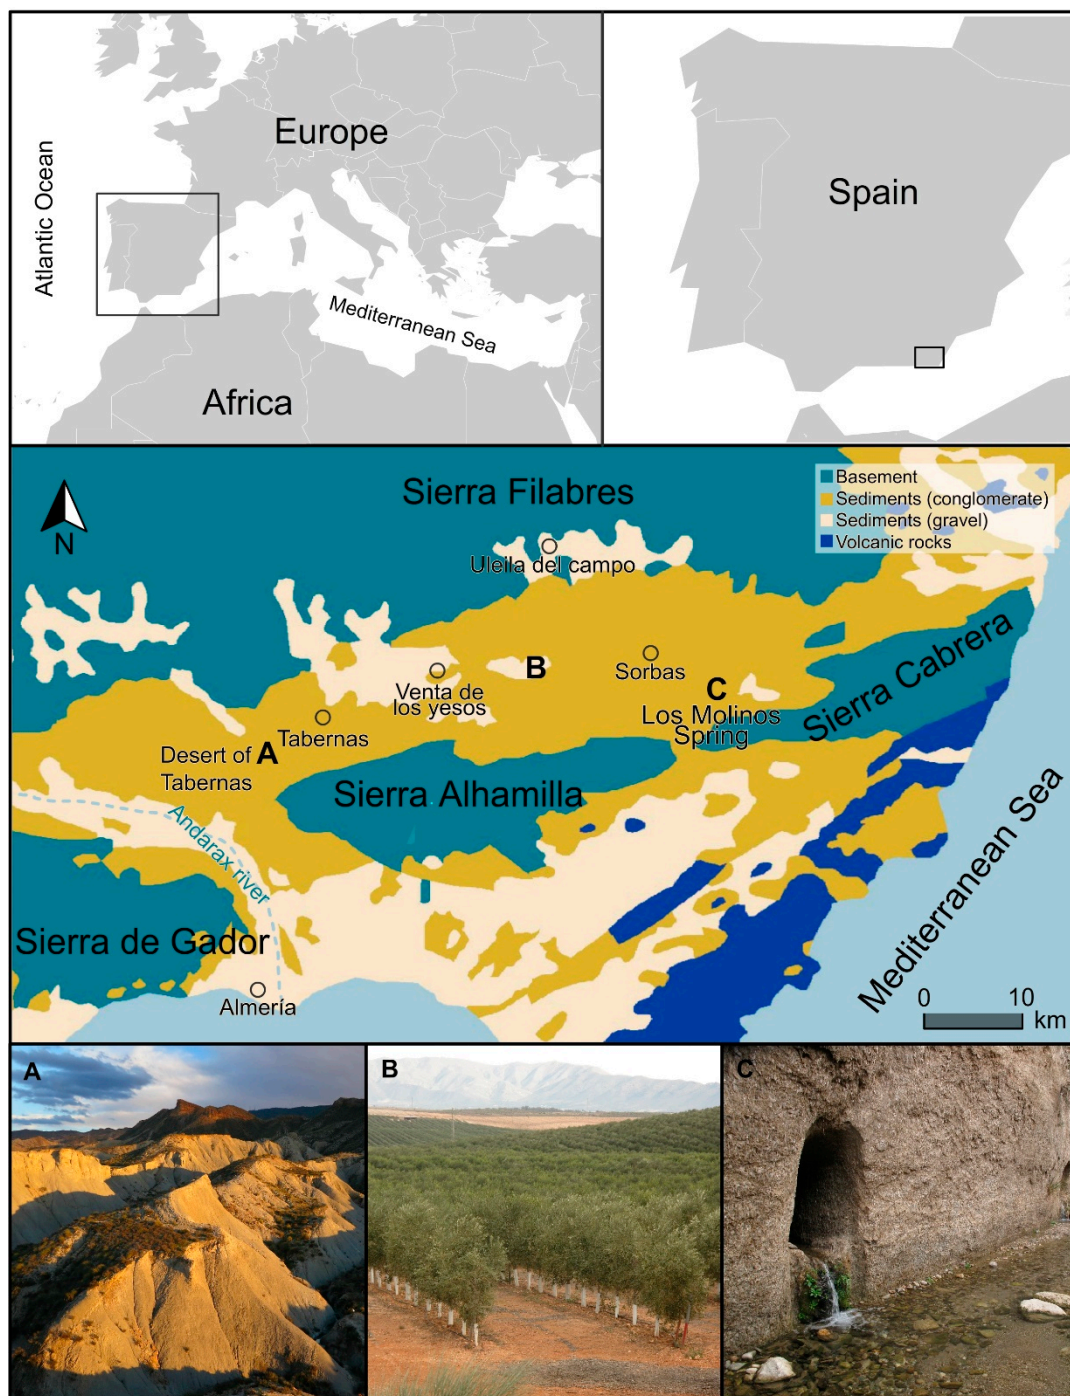 Europe
Atlantic Ocean
Mediterranean Sea
Africa
Spain
Sierra Filabres
N
Basement
Sediments (conglomerate)
Sediments (gravel)
Volcanic rocks
Uleila del campo
B
Sorbas
Venta de
los yesos
C
Los Molinos
Spring
Sierra Cabrera
Tabernas
A
Desert of
Tabernas
Sierra Alhamilla
Andarax river
Sierra de Gador
Almería
Mediterranean Sea
0 10
km
A
B
C